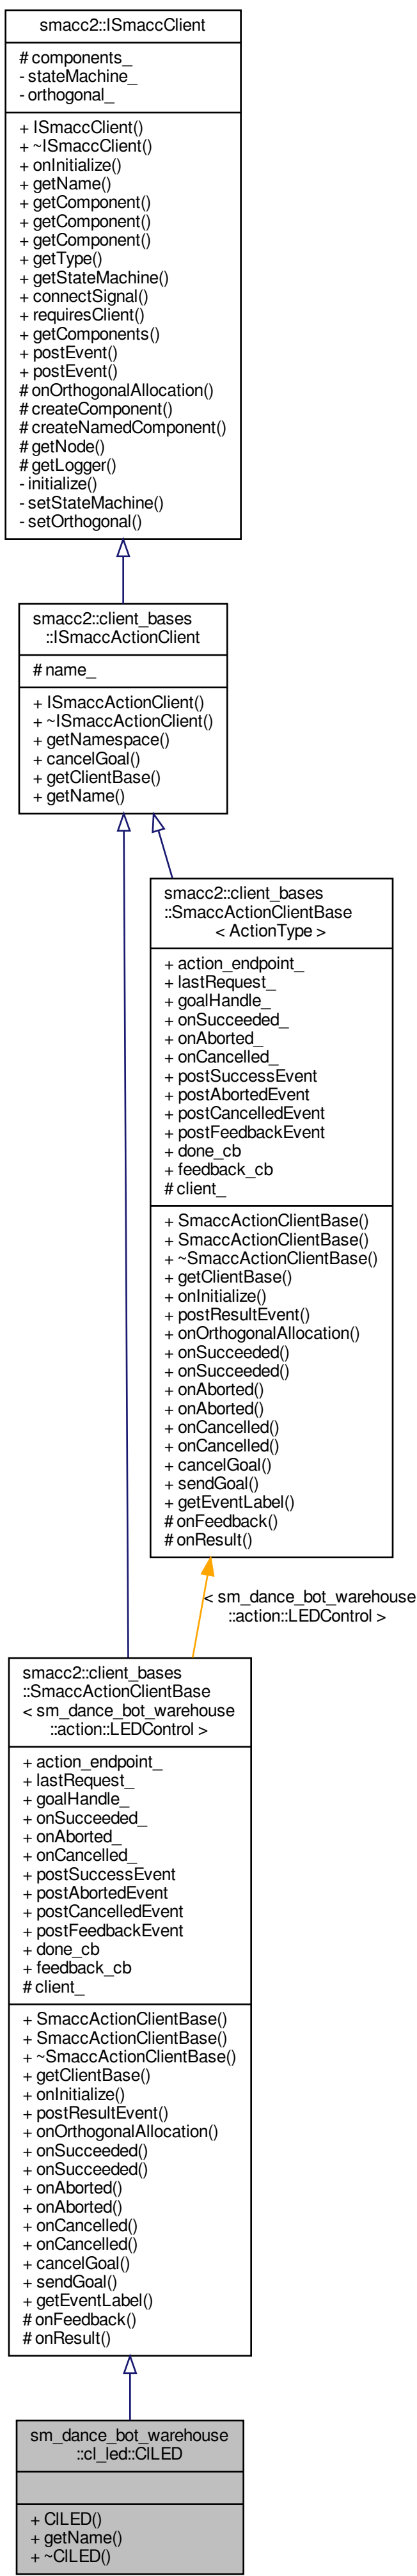 smacc2::ISmaccClient
# components_
- stateMachine_
- orthogonal_
+ ISmaccClient()
+ ~ISmaccClient()
+ onInitialize()
+ getName()
+ getComponent()
+ getComponent()
+ getComponent()
+ getType()
+ getStateMachine()
+ connectSignal()
+ requiresClient()
+ getComponents()
+ postEvent()
+ postEvent()
# onOrthogonalAllocation()
# createComponent()
# createNamedComponent()
# getNode()
# getLogger()
- initialize()
- setStateMachine()
- setOrthogonal()
smacc2::client_bases
::ISmaccActionClient
# name_
+ ISmaccActionClient()
+ ~ISmaccActionClient()
+ getNamespace()
+ cancelGoal()
+ getClientBase()
+ getName()
smacc2::client_bases
::SmaccActionClientBase
< ActionType >
+ action_endpoint_
+ lastRequest_
+ goalHandle_
+ onSucceeded_
+ onAborted_
+ onCancelled_
+ postSuccessEvent
+ postAbortedEvent
+ postCancelledEvent
+ postFeedbackEvent
+ done_cb
+ feedback_cb
# client_
+ SmaccActionClientBase()
+ SmaccActionClientBase()
+ ~SmaccActionClientBase()
+ getClientBase()
+ onInitialize()
+ postResultEvent()
+ onOrthogonalAllocation()
+ onSucceeded()
+ onSucceeded()
+ onAborted()
+ onAborted()
+ onCancelled()
+ onCancelled()
+ cancelGoal()
+ sendGoal()
+ getEventLabel()
# onFeedback()
# onResult()
< sm_dance_bot_warehouse
::action::LEDControl >
smacc2::client_bases
::SmaccActionClientBase
< sm_dance_bot_warehouse
::action::LEDControl >
+ action_endpoint_
+ lastRequest_
+ goalHandle_
+ onSucceeded_
+ onAborted_
+ onCancelled_
+ postSuccessEvent
+ postAbortedEvent
+ postCancelledEvent
+ postFeedbackEvent
+ done_cb
+ feedback_cb
# client_
+ SmaccActionClientBase()
+ SmaccActionClientBase()
+ ~SmaccActionClientBase()
+ getClientBase()
+ onInitialize()
+ postResultEvent()
+ onOrthogonalAllocation()
+ onSucceeded()
+ onSucceeded()
+ onAborted()
+ onAborted()
+ onCancelled()
+ onCancelled()
+ cancelGoal()
+ sendGoal()
+ getEventLabel()
# onFeedback()
# onResult()
sm_dance_bot_warehouse
::cl_led::ClLED
+ ClLED()
+ getName()
+ ~ClLED()